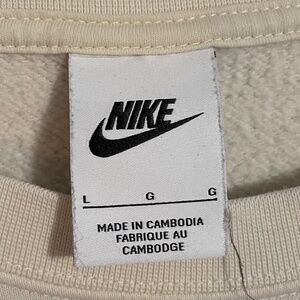 NIKE
L G G
MADE IN CAMBODIA
FABRIQUE AU
CAMBODGE